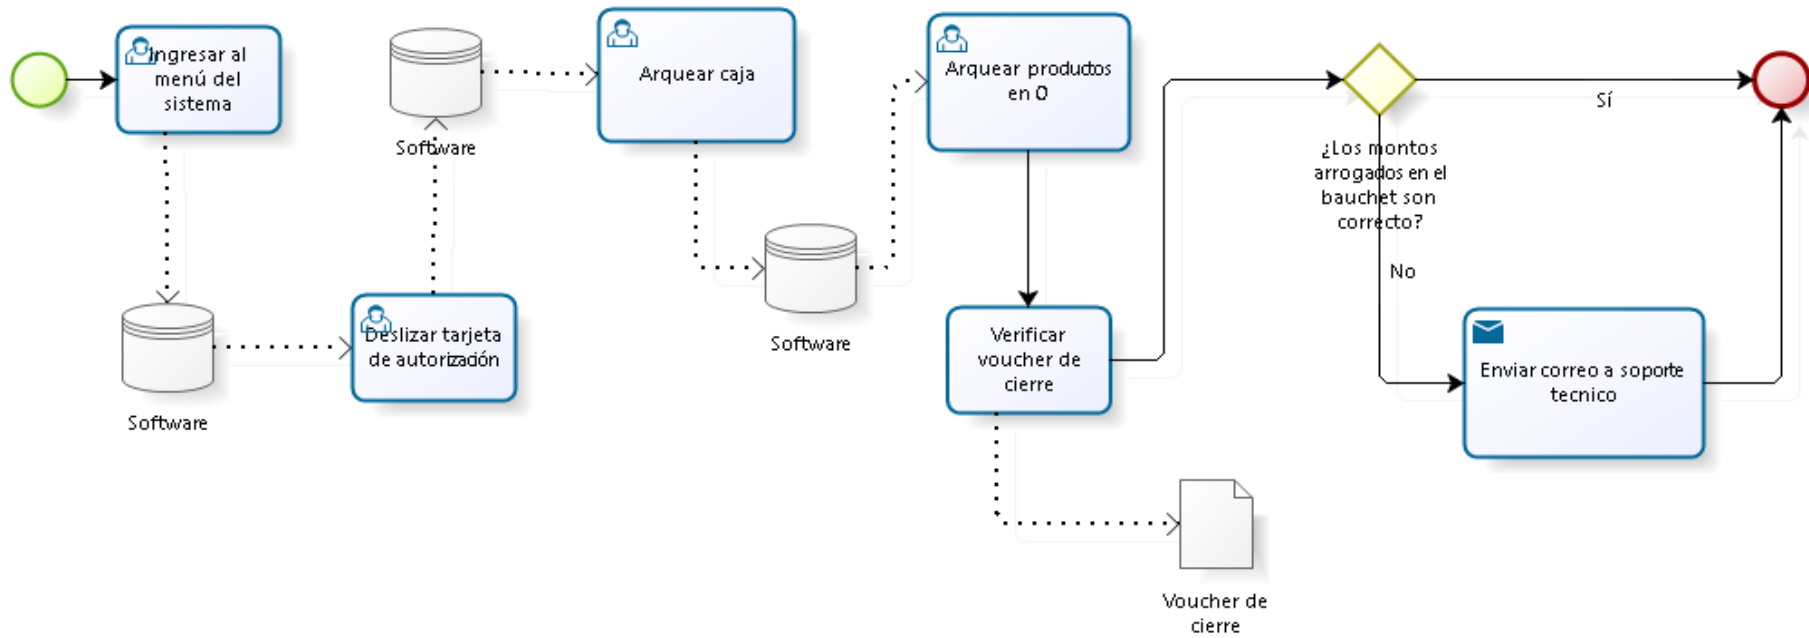 Ingresar al
menú del
sistema
Software
Deslizar tarjeta
de autorización
Software
Arquear caja
Software
Arquear productos
en 0
Verificar
voucher de
cierre
Voucher de
cierre
¿Los montos
arrogados en el
bauchet son
correcto?
Sí
No
Enviar correo a soporte
tecnico